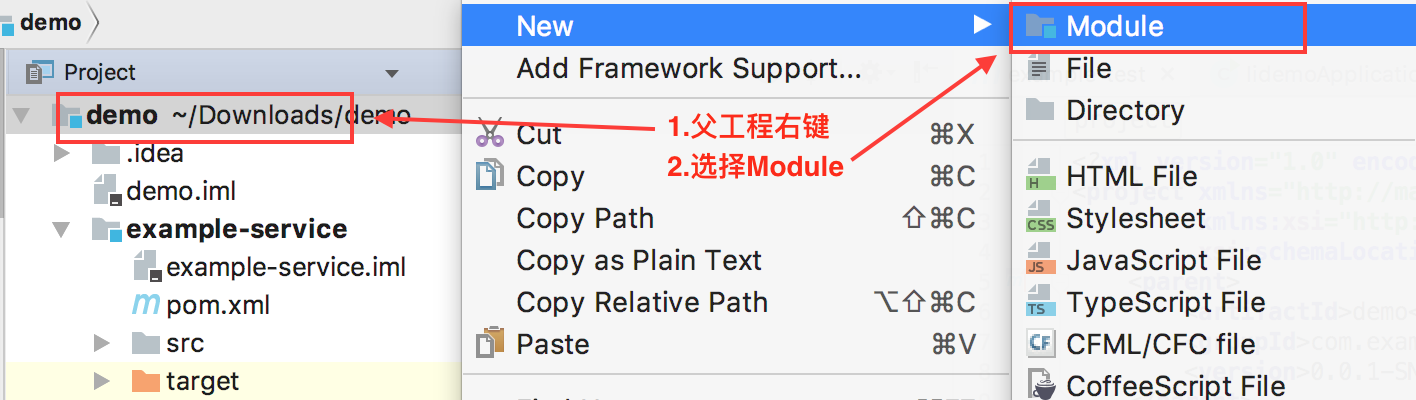 demo
Project
demo ~/Downloads/demo
.idea
demo.iml
example-service
example-service.iml
pom.xml
src
target
New
Add Framework Support...
Cut ⌘X
Copy ⌘C
Copy Path ⇧⌘C
Copy as Plain Text
Copy Relative Path ⌥⇧⌘C
Paste ⌘V
1.父工程右键
2.选择Module
Module
File
Directory
HTML File
Stylesheet
JavaScript File
TypeScript File
CFML/CFC file
CoffeeScript File